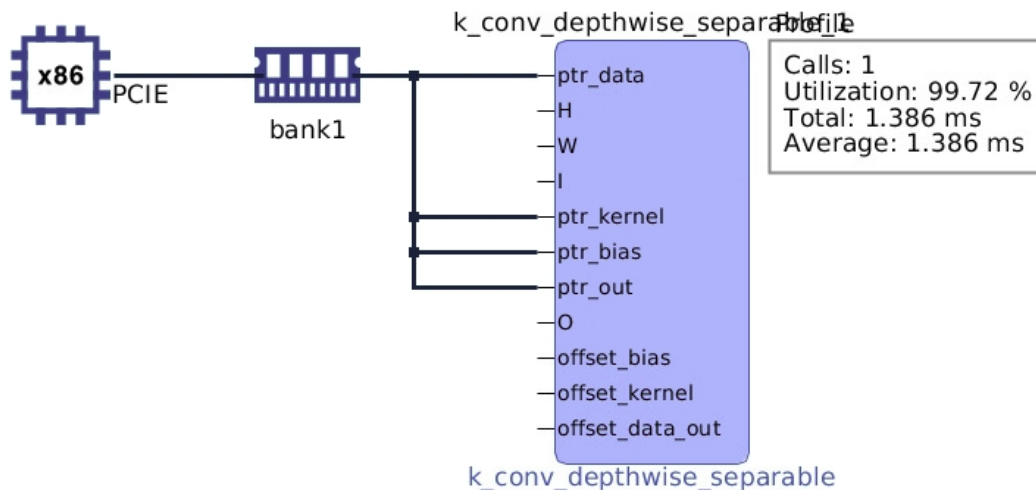 k_conv_depthwise_separable_1
Profile
x86
PCIE
bank1
ptr_data
H
W
I
ptr_kernel
ptr_bias
ptr_out
O
offset_bias
offset_kernel
offset_data_out
Calls: 1
Utilization: 99.72 %
Total: 1.386 ms
Average: 1.386 ms
k_conv_depthwise_separable